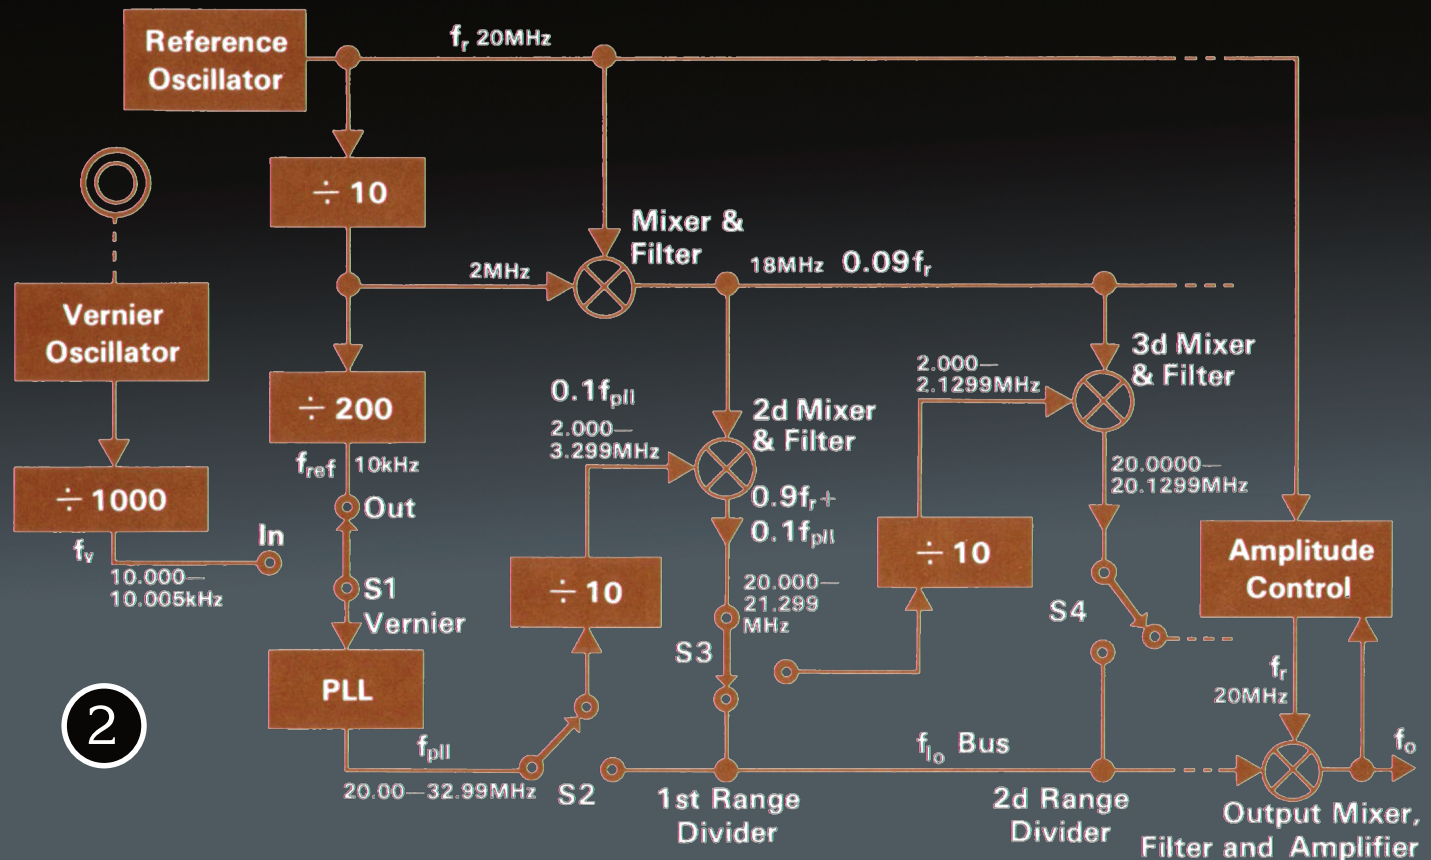 Reference
Oscillator
fᵣ 20MHz
÷ 10
Mixer &
Filter
2MHz
18MHz 0.09fᵣ
Vernier
Oscillator
÷ 200
fref 10kHz
Out
÷ 1000
In
fv
10.000—
10.005kHz
S1
Vernier
PLL
fpll
20.00—32.99MHz
S2
0.1fpll
2.000—
3.299MHz
÷ 10
2d Mixer
& Filter
0.9fᵣ+
0.1fpll
20.000—
21.299
MHz
S3
1st Range
Divider
2.000—
2.1299MHz
÷ 10
3d Mixer
& Filter
20.0000—
20.1299MHz
S4
flo Bus
2d Range
Divider
Amplitude
Control
fᵣ
20MHz
fo
Output Mixer,
Filter and Amplifier
2